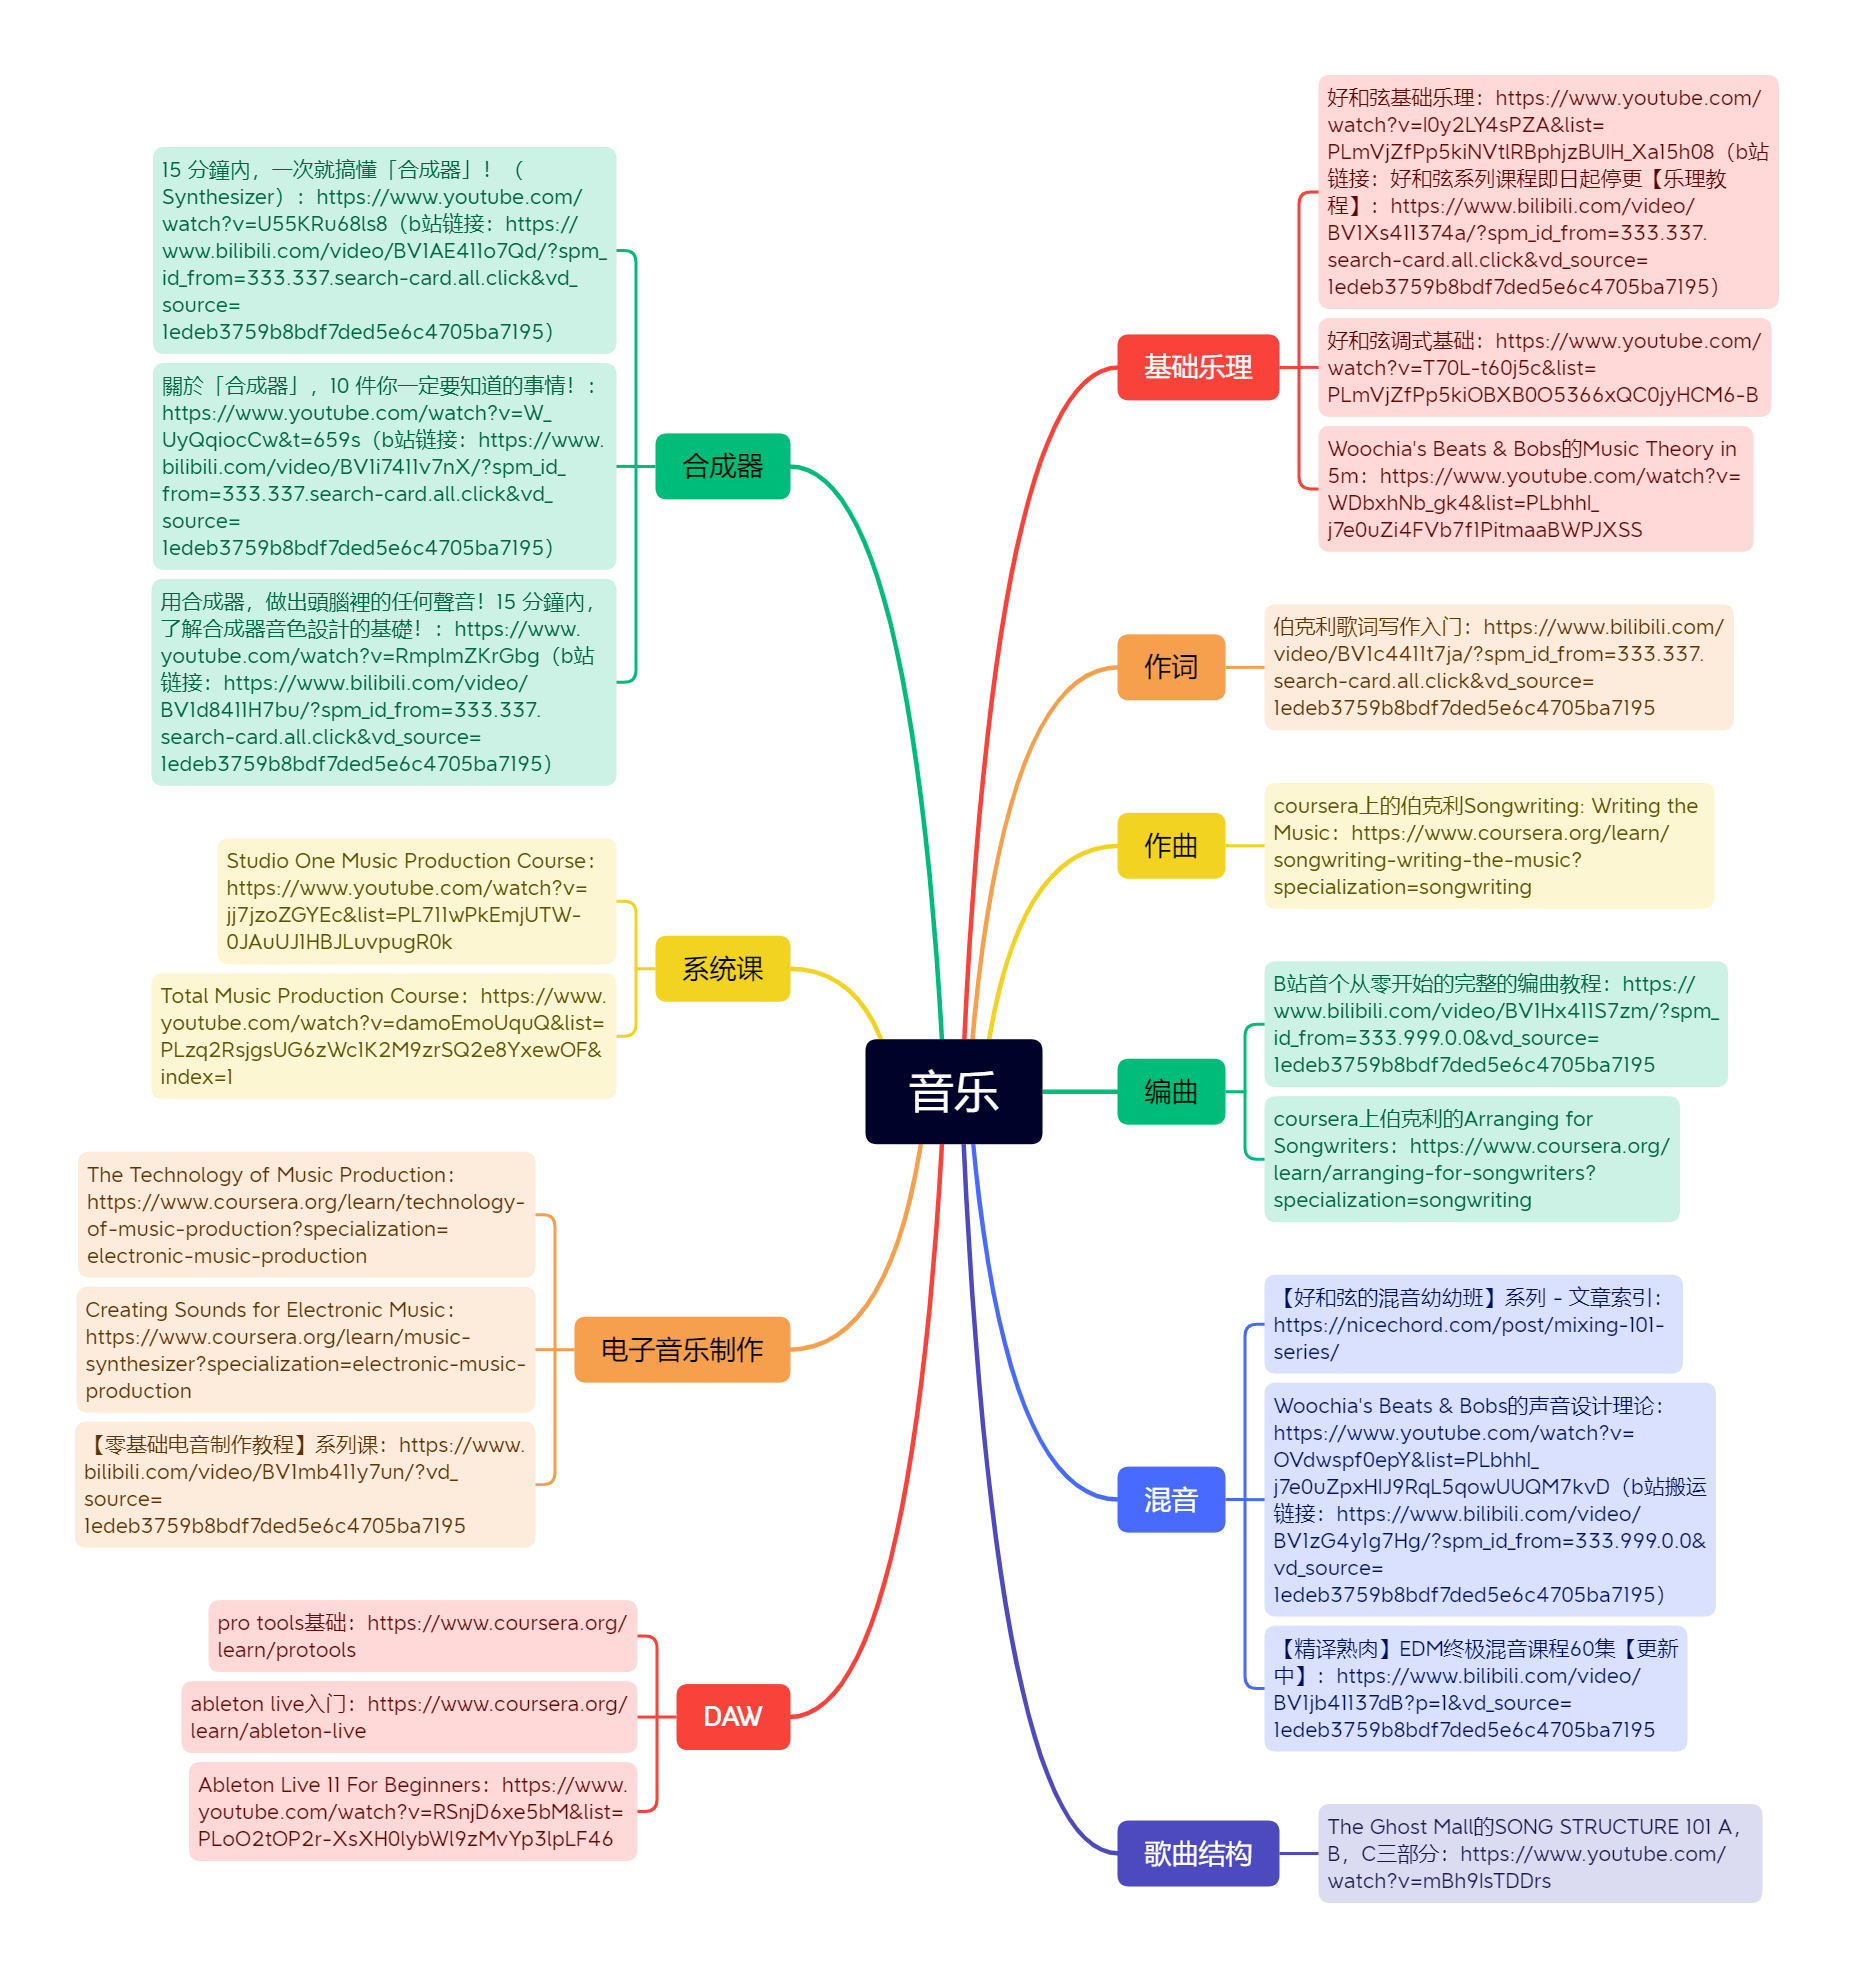 音乐
基础乐理
好和弦基础乐理：https://www.youtube.com/
watch?v=I0y2LY4sPZA&list=
PLmVjZfPp5kiNVtlRBphjzBUIH_Xa15h08（b站
链接：好和弦系列课程即日起停更【乐理教
程】：https://www.bilibili.com/video/
BV1Xs411374a/?spm_id_from=333.337.
search-card.all.click&vd_source=
1edeb3759b8bdf7ded5e6c4705ba7195）
好和弦调式基础：https://www.youtube.com/
watch?v=T70L-t60j5c&list=
PLmVjZfPp5kiOBXB0O5366xQC0jyHCM6-B
Woochia's Beats & Bobs的Music Theory in
5m：https://www.youtube.com/watch?v=
WDbxhNb_gk4&list=PLbhhI_
j7e0uZi4FVb7f1PitmaaBWPJXSS
作词
伯克利歌词写作入门：https://www.bilibili.com/
video/BV1c4411t7ja/?spm_id_from=333.337.
search-card.all.click&vd_source=
1edeb3759b8bdf7ded5e6c4705ba7195
作曲
coursera上的伯克利Songwriting: Writing the
Music：https://www.coursera.org/learn/
songwriting-writing-the-music?
specialization=songwriting
编曲
B站首个从零开始的完整的编曲教程：https://
www.bilibili.com/video/BV1Hx411S7zm/?spm_
id_from=333.999.0.0&vd_source=
1edeb3759b8bdf7ded5e6c4705ba7195
coursera上伯克利的Arranging for
Songwriters：https://www.coursera.org/
learn/arranging-for-songwriters?
specialization=songwriting
混音
【好和弦的混音幼幼班】系列 - 文章索引：
https://nicechord.com/post/mixing-101-
series/
Woochia's Beats & Bobs的声音设计理论：
https://www.youtube.com/watch?v=
OVdwspf0epY&list=PLbhhI_
j7e0uZpxHIJ9RqL5qowUUQM7kvD（b站搬运
链接：https://www.bilibili.com/video/
BV1zG4y1g7Hg/?spm_id_from=333.999.0.0&
vd_source=
1edeb3759b8bdf7ded5e6c4705ba7195）
【精译熟肉】EDM终极混音课程60集【更新
中】：https://www.bilibili.com/video/
BV1jb41137dB?p=1&vd_source=
1edeb3759b8bdf7ded5e6c4705ba7195
歌曲结构
The Ghost Mall的SONG STRUCTURE 101 A，
B，C三部分：https://www.youtube.com/
watch?v=mBh9IsTDDrs
合成器
15 分鐘內，一次就搞懂「合成器」！（
Synthesizer）：https://www.youtube.com/
watch?v=U55KRu68ls8（b站链接：https://
www.bilibili.com/video/BV1AE411o7Qd/?spm_
id_from=333.337.search-card.all.click&vd_
source=
1edeb3759b8bdf7ded5e6c4705ba7195）
關於「合成器」，10 件你一定要知道的事情！：
https://www.youtube.com/watch?v=W_
UyQqiocCw&t=659s（b站链接：https://www.
bilibili.com/video/BV1i7411v7nX/?spm_id_
from=333.337.search-card.all.click&vd_
source=
1edeb3759b8bdf7ded5e6c4705ba7195）
用合成器，做出頭腦裡的任何聲音！15 分鐘內，
了解合成器音色設計的基礎！：https://www.
youtube.com/watch?v=RmplmZKrGbg（b站
链接：https://www.bilibili.com/video/
BV1d8411H7bu/?spm_id_from=333.337.
search-card.all.click&vd_source=
1edeb3759b8bdf7ded5e6c4705ba7195）
系统课
Studio One Music Production Course：
https://www.youtube.com/watch?v=
jj7jzoZGYEc&list=PL711wPkEmjUTW-
0JAuUJ1HBJLuvpugR0k
Total Music Production Course：https://www.
youtube.com/watch?v=damoEmoUquQ&list=
PLzq2RsjgsUG6zWc1K2M9zrSQ2e8YxewOF&
index=1
电子音乐制作
The Technology of Music Production：
https://www.coursera.org/learn/technology-
of-music-production?specialization=
electronic-music-production
Creating Sounds for Electronic Music：
https://www.coursera.org/learn/music-
synthesizer?specialization=electronic-music-
production
【零基础电音制作教程】系列课：https://www.
bilibili.com/video/BV1mb411y7un/?vd_
source=
1edeb3759b8bdf7ded5e6c4705ba7195
DAW
pro tools基础：https://www.coursera.org/
learn/protools
ableton live入门：https://www.coursera.org/
learn/ableton-live
Ableton Live 11 For Beginners：https://www.
youtube.com/watch?v=RSnjD6xe5bM&list=
PLoO2tOP2r-XsXH0lybWl9zMvYp3lpLF46